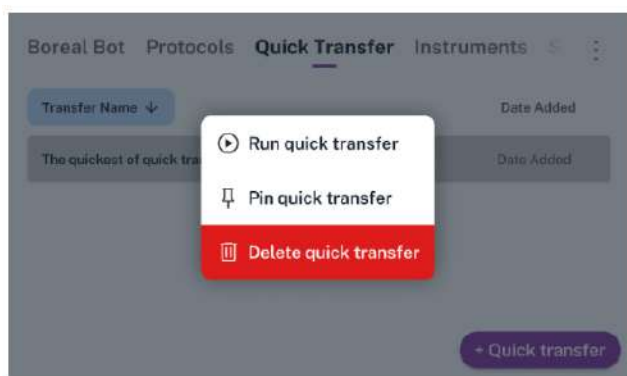 Boreal Bot Protocols Quick Transfer Instruments
Transfer Name Date Added
The quickest of quick Date Added
Run quick transfer
Pin quick transfer
Delete quick transfer
+ Quick transfer